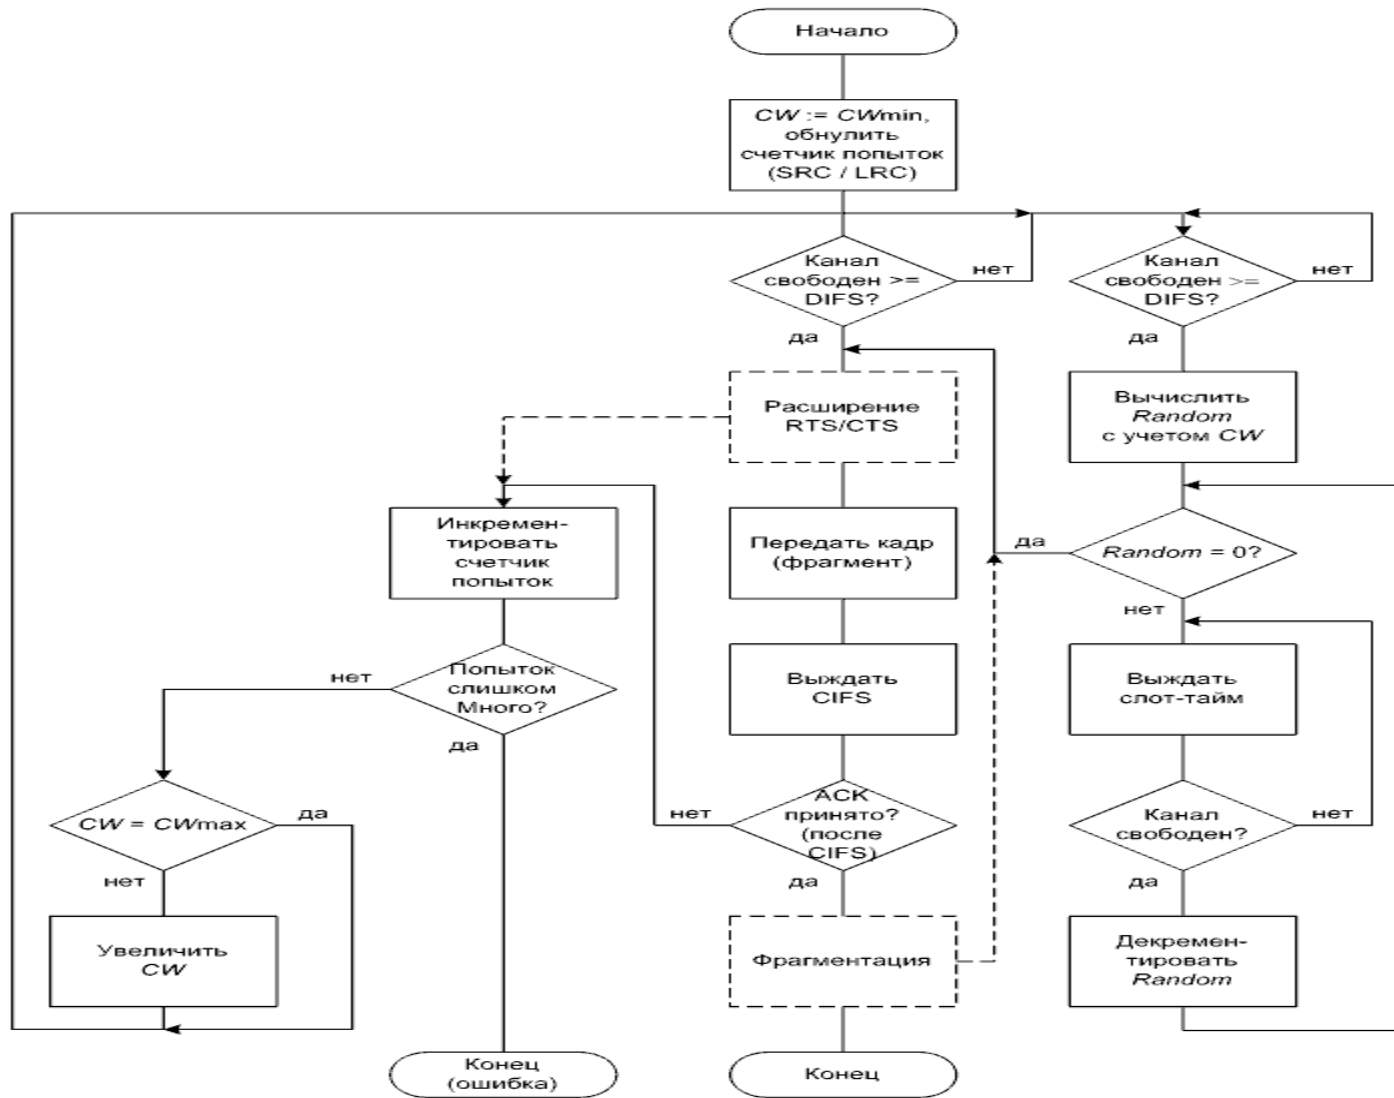 Начало
CW := CWmin,
обнулить
счетчик попыток
(SRC / LRC)
Канал
свободен >=
DIFS?
нет
да
Канал
свободен >=
DIFS?
нет
да
Расширение
RTS/CTS
Вычислить
Random
с учетом CW
Инкремен-
тировать
счетчик
попыток
Передать кадр
(фрагмент)
да
Random = 0?
нет
Попыток
слишком
Много?
нет
да
Выждать
CIFS
Выждать
слот-тайм
CW = CWmax
да
нет
АСК
принято?
(после
CIFS)
нет
да
Канал
свободен?
нет
да
Увеличить
CW
Фрагментация
Декремен-
тировать
Random
Конец
(ошибка)
Конец